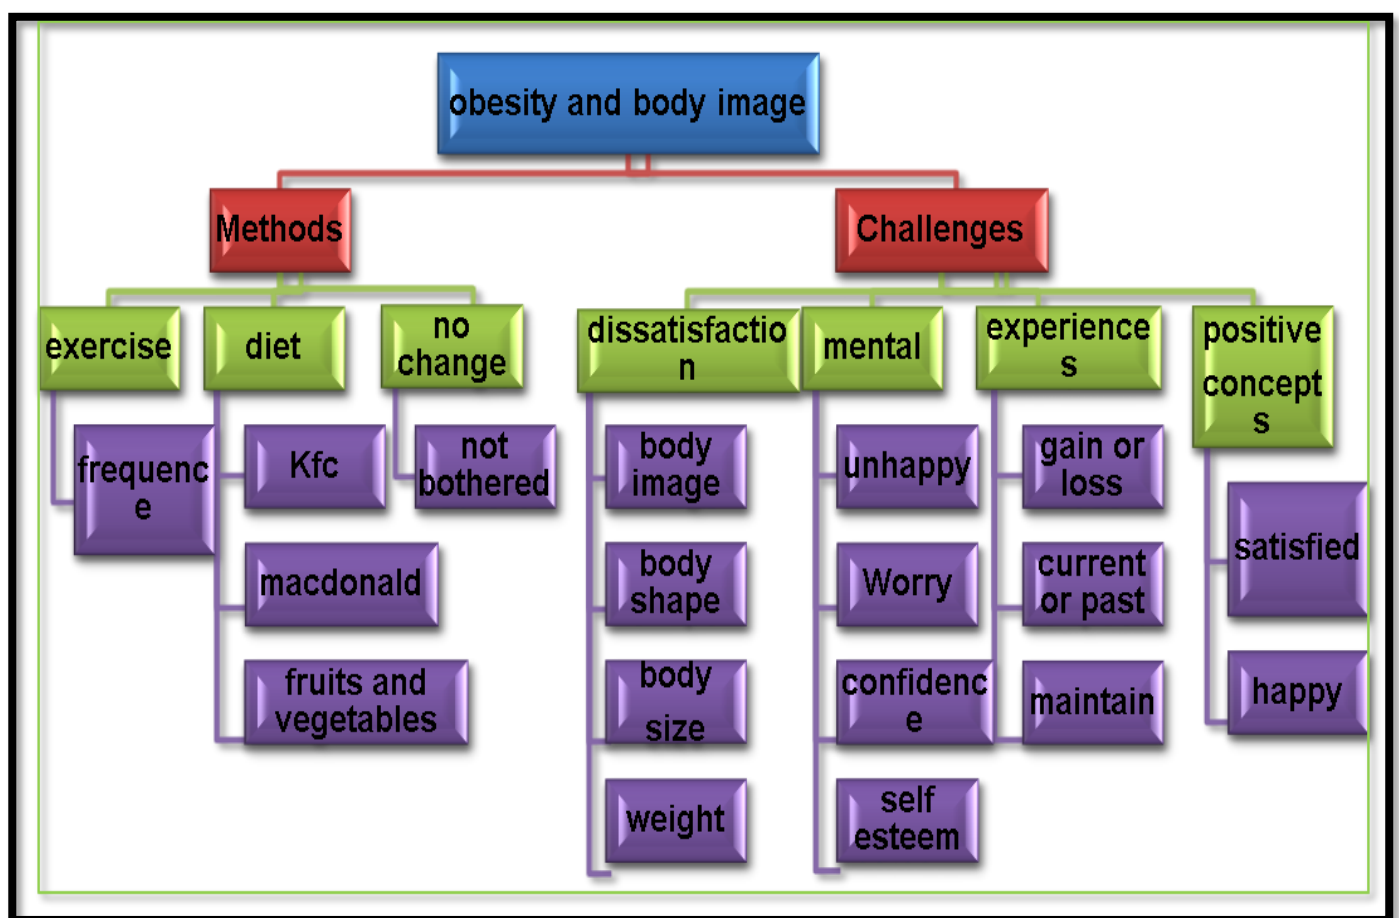 obesity and body image
Methods
Challenges
exercise
diet
no
change
dissatisfactio
n
mental
experience
s
positive
concept
s
frequenc
e
Kfc
macdonald
fruits and
vegetables
not
bothered
body
image
body
shape
body
size
weight
unhappy
Worry
confidenc
e
self
esteem
gain or
loss
current
or past
maintain
satisfied
happy